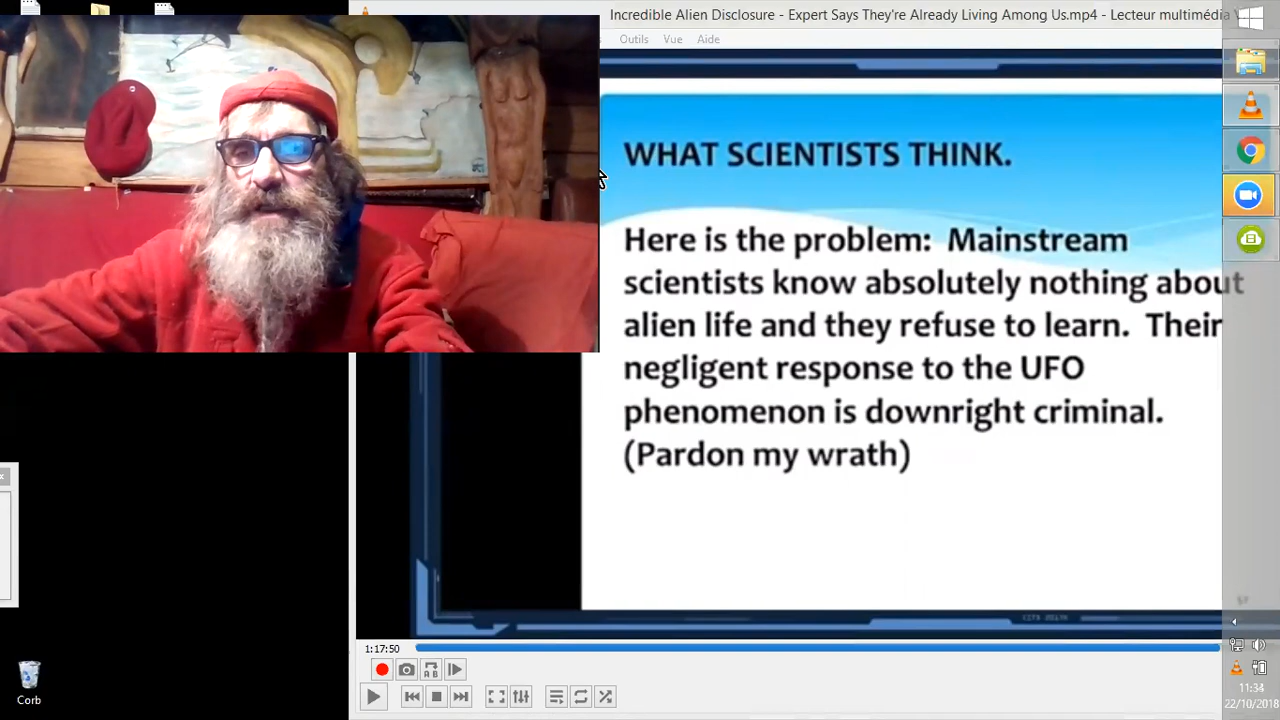 Incredible Alien Disclosure - Expert Says They're Already Living Among Us.mp4 - Lecteur multimédia
Outils Vue Aide
WHAT SCIENTISTS THINK.
Here is the problem: Mainstream
scientists know absolutely nothing about
alien life and they refuse to learn. Their
negligent response to the UFO
phenomenon is downright criminal.
(Pardon my wrath)
57
1:17:50
A B
Corb
11:34
22/10/2018